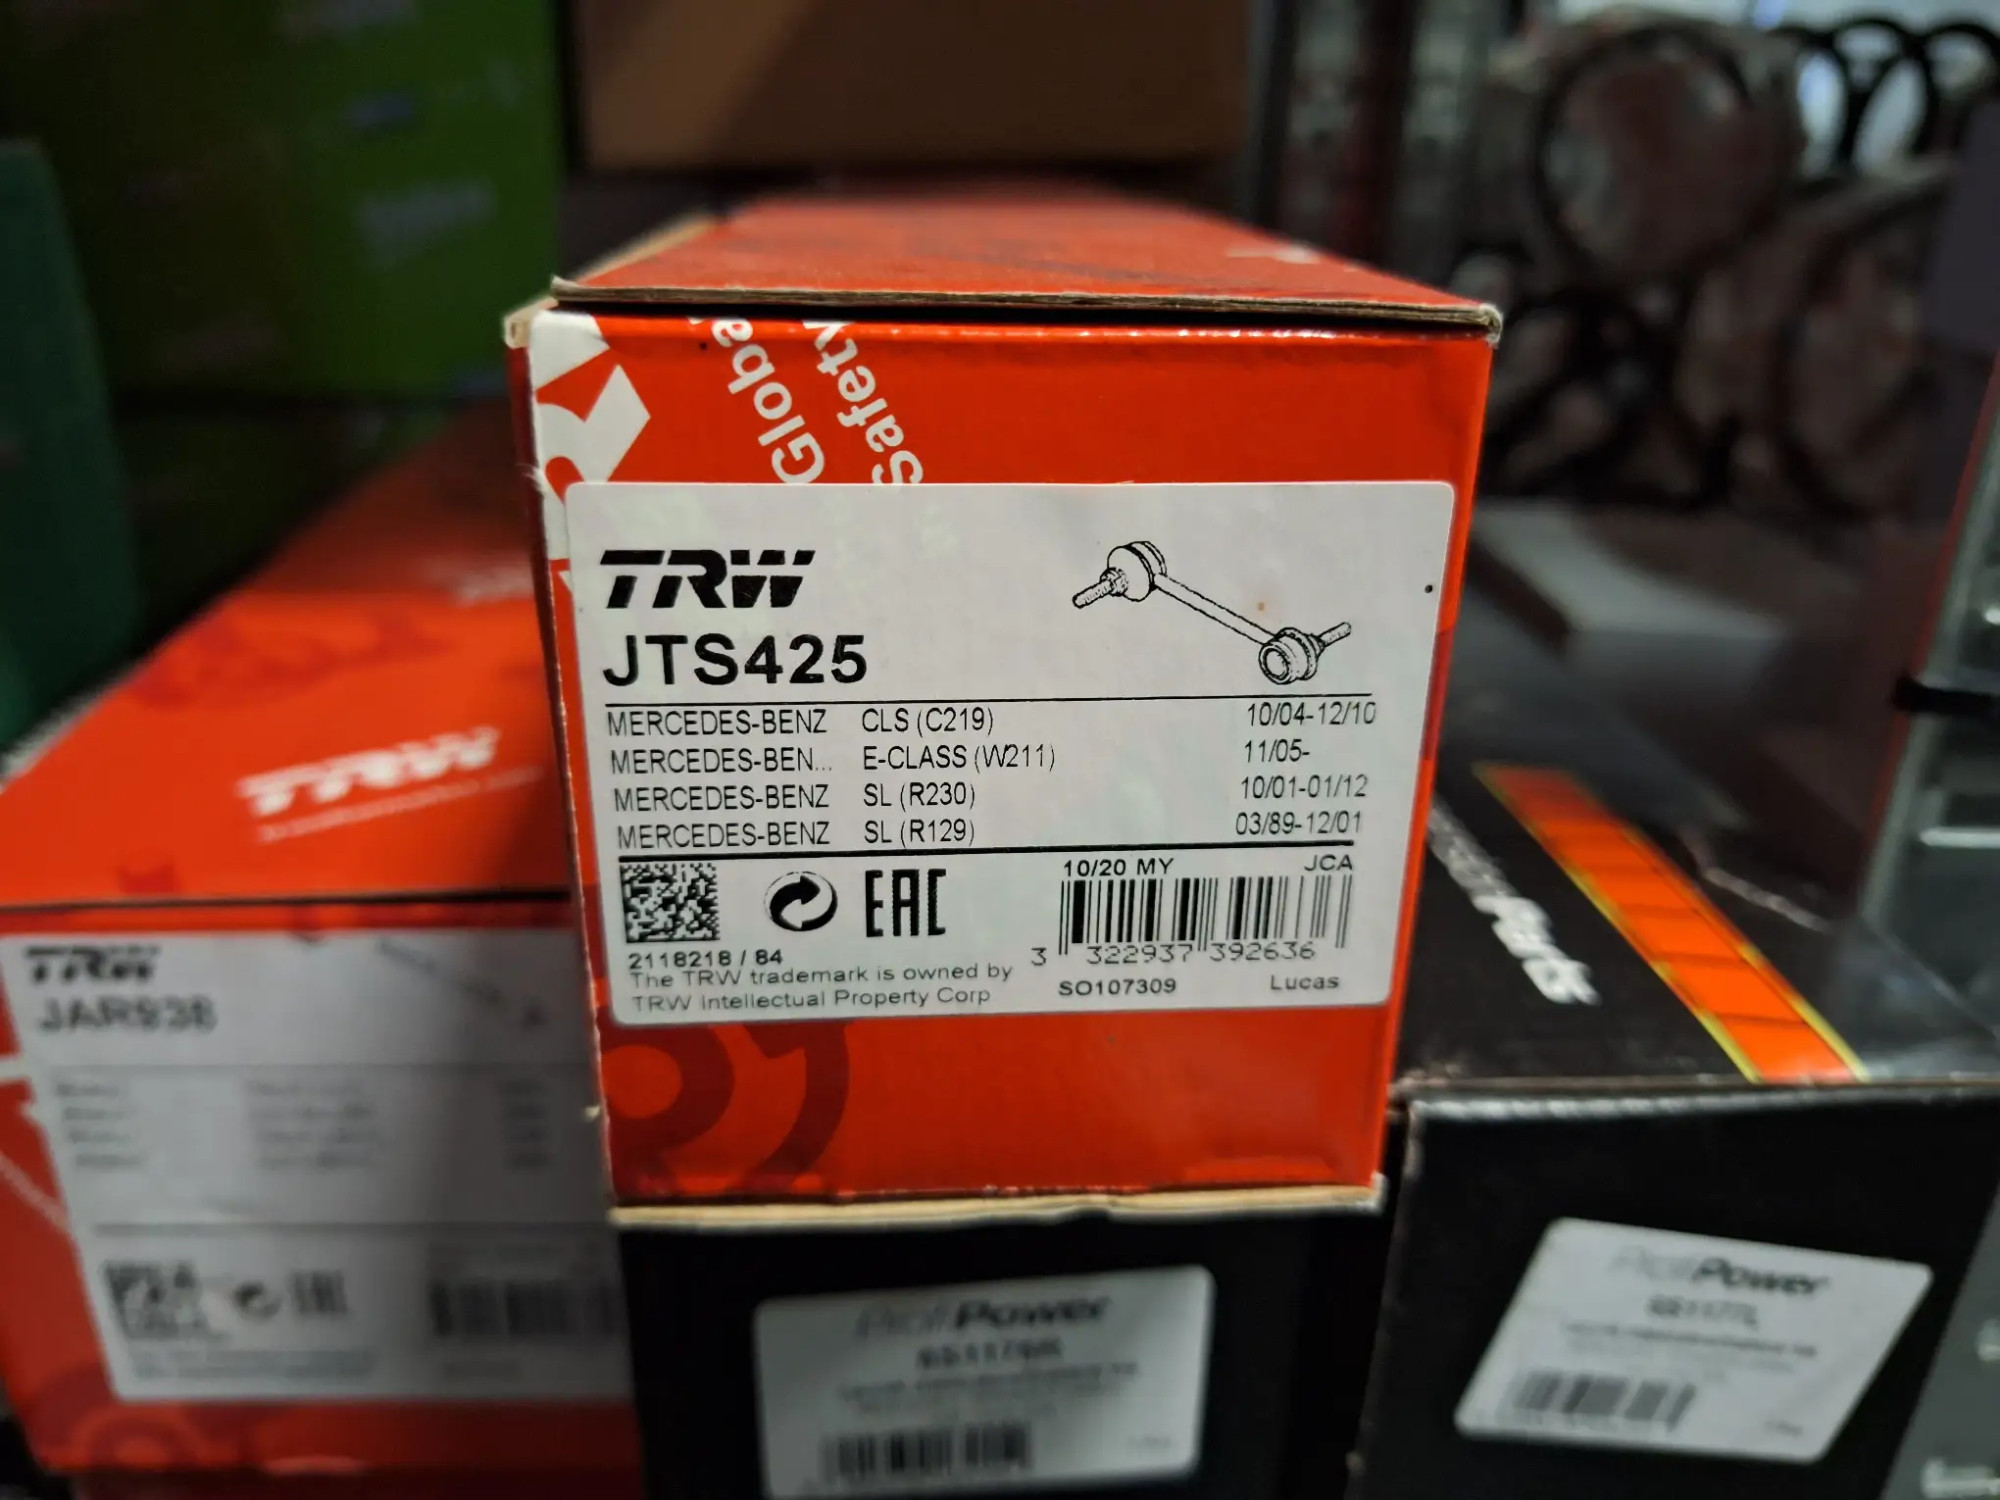 Global
Safety
TRW
JTS425
MERCEDES-BENZ CLS (C219) 10/04-12/10
MERCEDES-BEN... E-CLASS (W211) 11/05-
MERCEDES-BENZ SL (R230) 10/01-01/12
MERCEDES-BENZ SL (R129) 03/89-12/01
EAC
10/20 MY JCA
3 322937 392636
2118218 / 84
The TRW trademark is owned by
TRW Intellectual Property Corp
SO107309 Lucas
TRW
TRW
JAR938
Power
Power